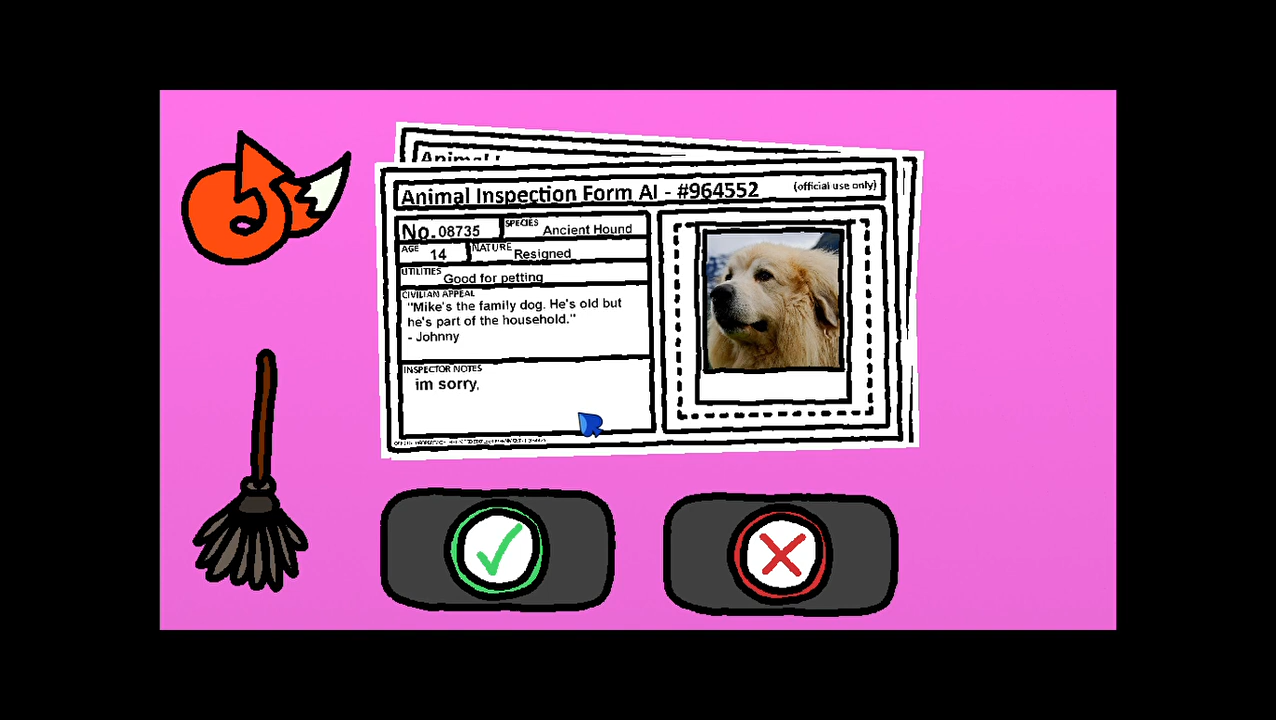 Animal I
Animal Inspection Form AI - #964552
(official use only)
No. 08735
SPECIES
Ancient Hound
AGE
14
NATURE
Resigned
UTILITIES
Good for petting
CIVILIAN APPEAL
"Mike's the family dog. He's old but
he's part of the household."
- Johnny
INSPECTOR NOTES
im sorry,